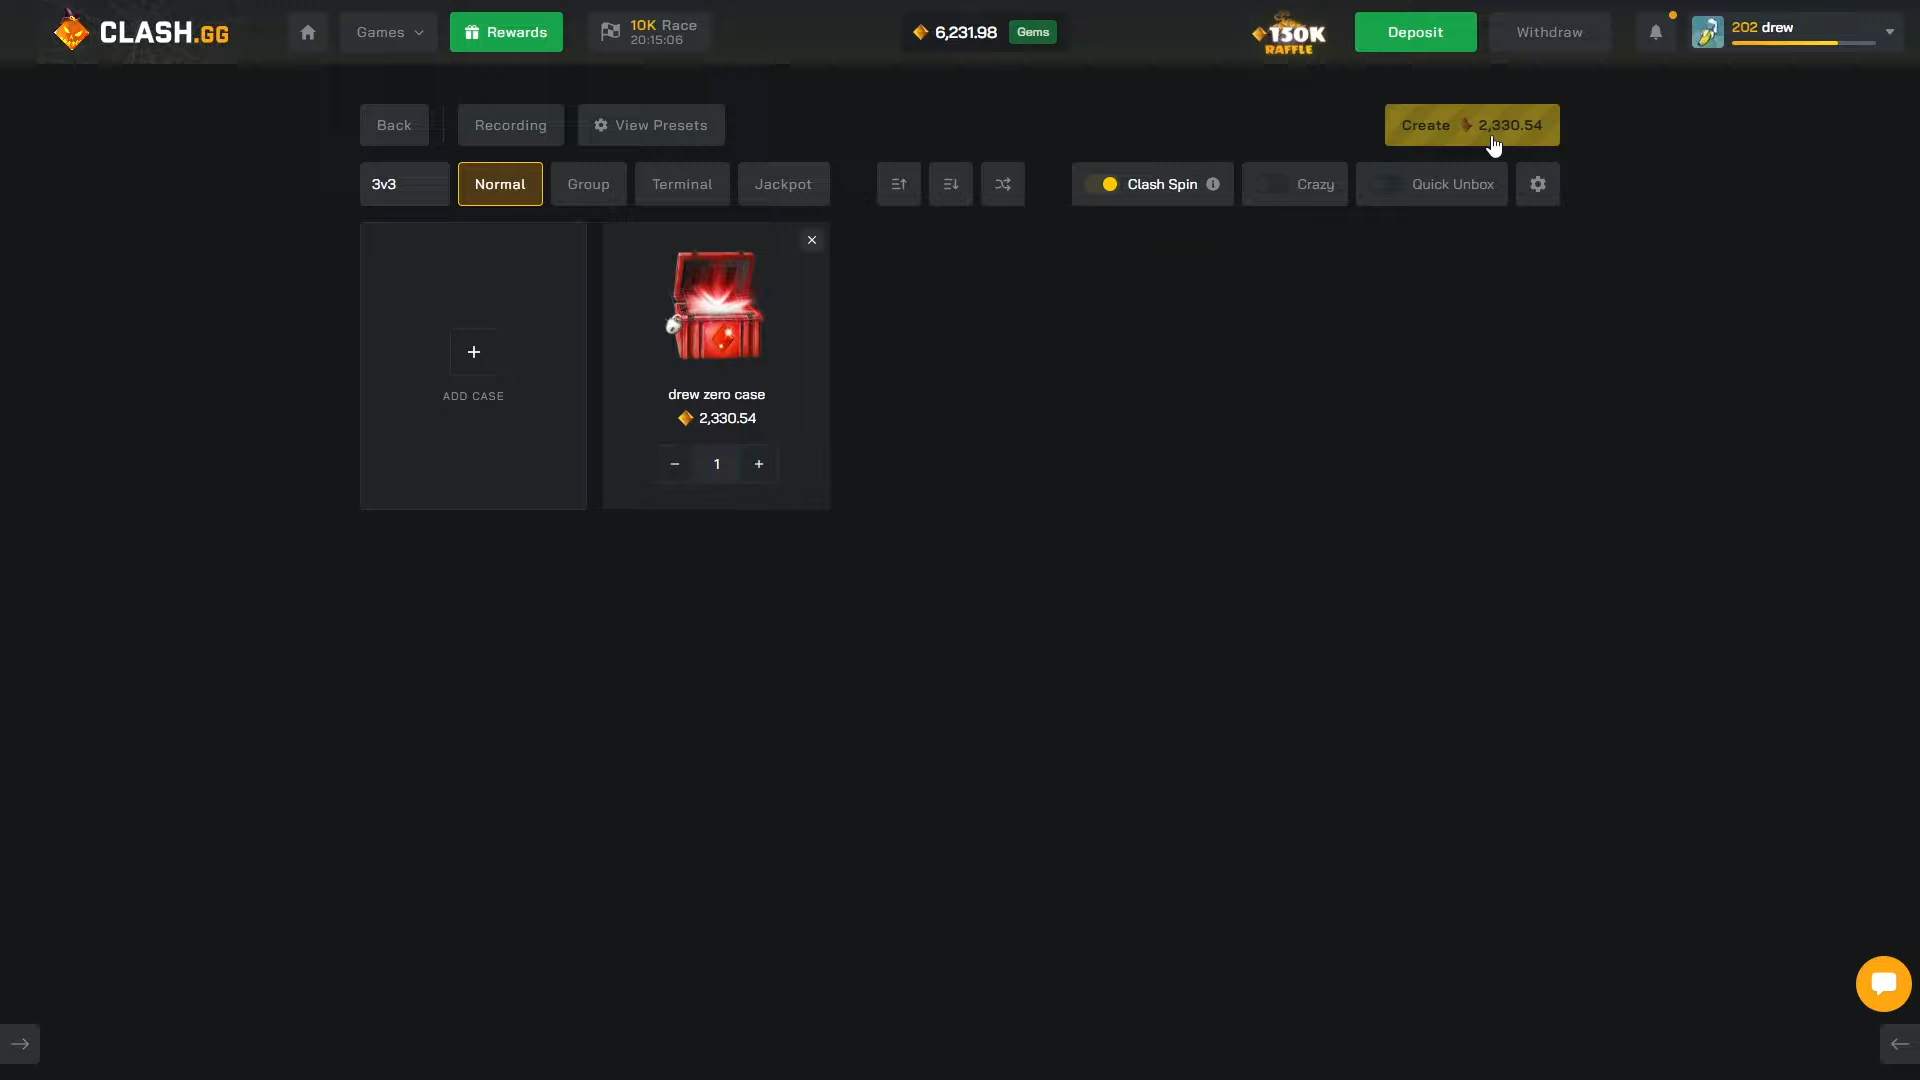 CLASH.GG
Games
Rewards
10K Race
20:15:06
6,231.98
Gems
150K
RAFFLE
Deposit
Withdraw
202 drew
Back
Recording
View Presets
Create 2,330.54
3v3
Normal
Group
Terminal
Jackpot
Clash Spin
Crazy
Quick Unbox
+
ADD CASE
drew zero case
2,330.54
− 1 +